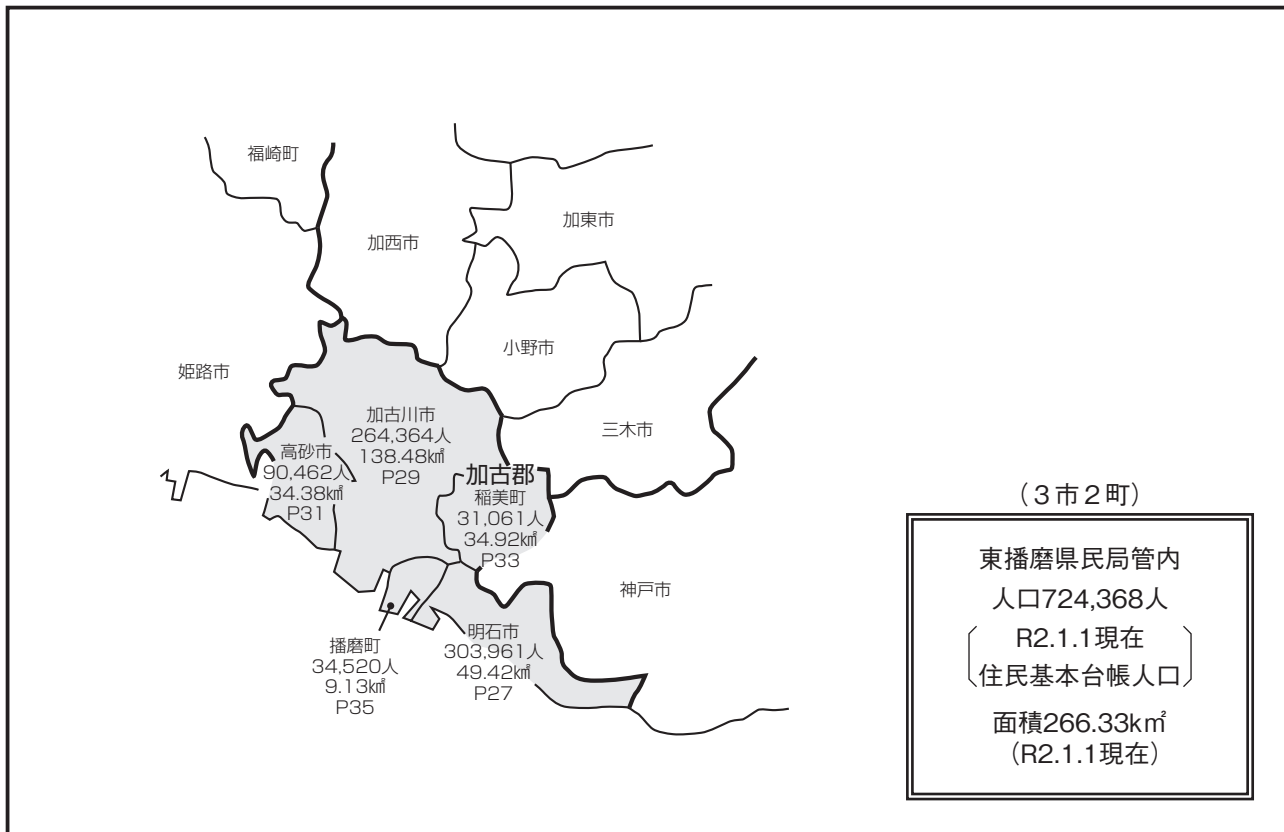 福崎町
加西市
加東市
小野市
姫路市
三木市
加古川市
264,364人
138.48k㎡
P29
高砂市
90,462人
34.38k㎡
P31
加古郡
稲美町
31,061人
34.92k㎡
P33
神戸市
播磨町
34,520人
9.13k㎡
P35
明石市
303,961人
49.42k㎡
P27
（３市２町）
東播磨県民局管内
人口724,368人
R2.1.1現在
住民基本台帳人口
面積266.33k㎡
（R2.1.1現在）